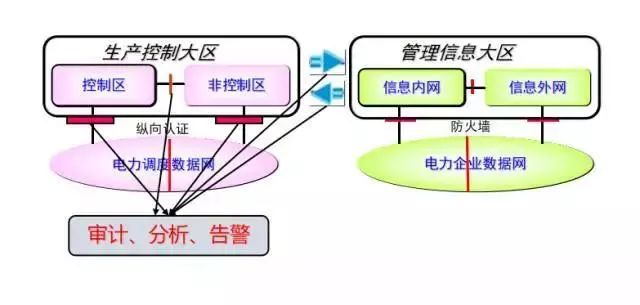 生产控制大区
管理信息大区
控制区
非控制区
信息内网
信息外网
纵向认证
防火墙
电力调度数据网
电力企业数据网
审计、分析、告警